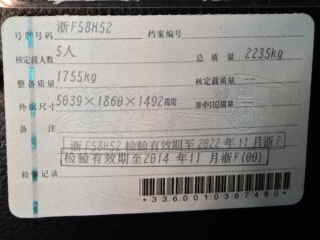 号牌号码 浙F58H52 档案编号
核定载人数 5人 总质量 2235kg
整备质量 1755kg 核定载质量 --
外廓尺寸 5039×1860×1492mm 准牵引总质量 --
备注
浙F58H52 检验有效期至2022年11月浙F
检验有效期至2014年11月浙F(00)
检验记录
*3360010397480*